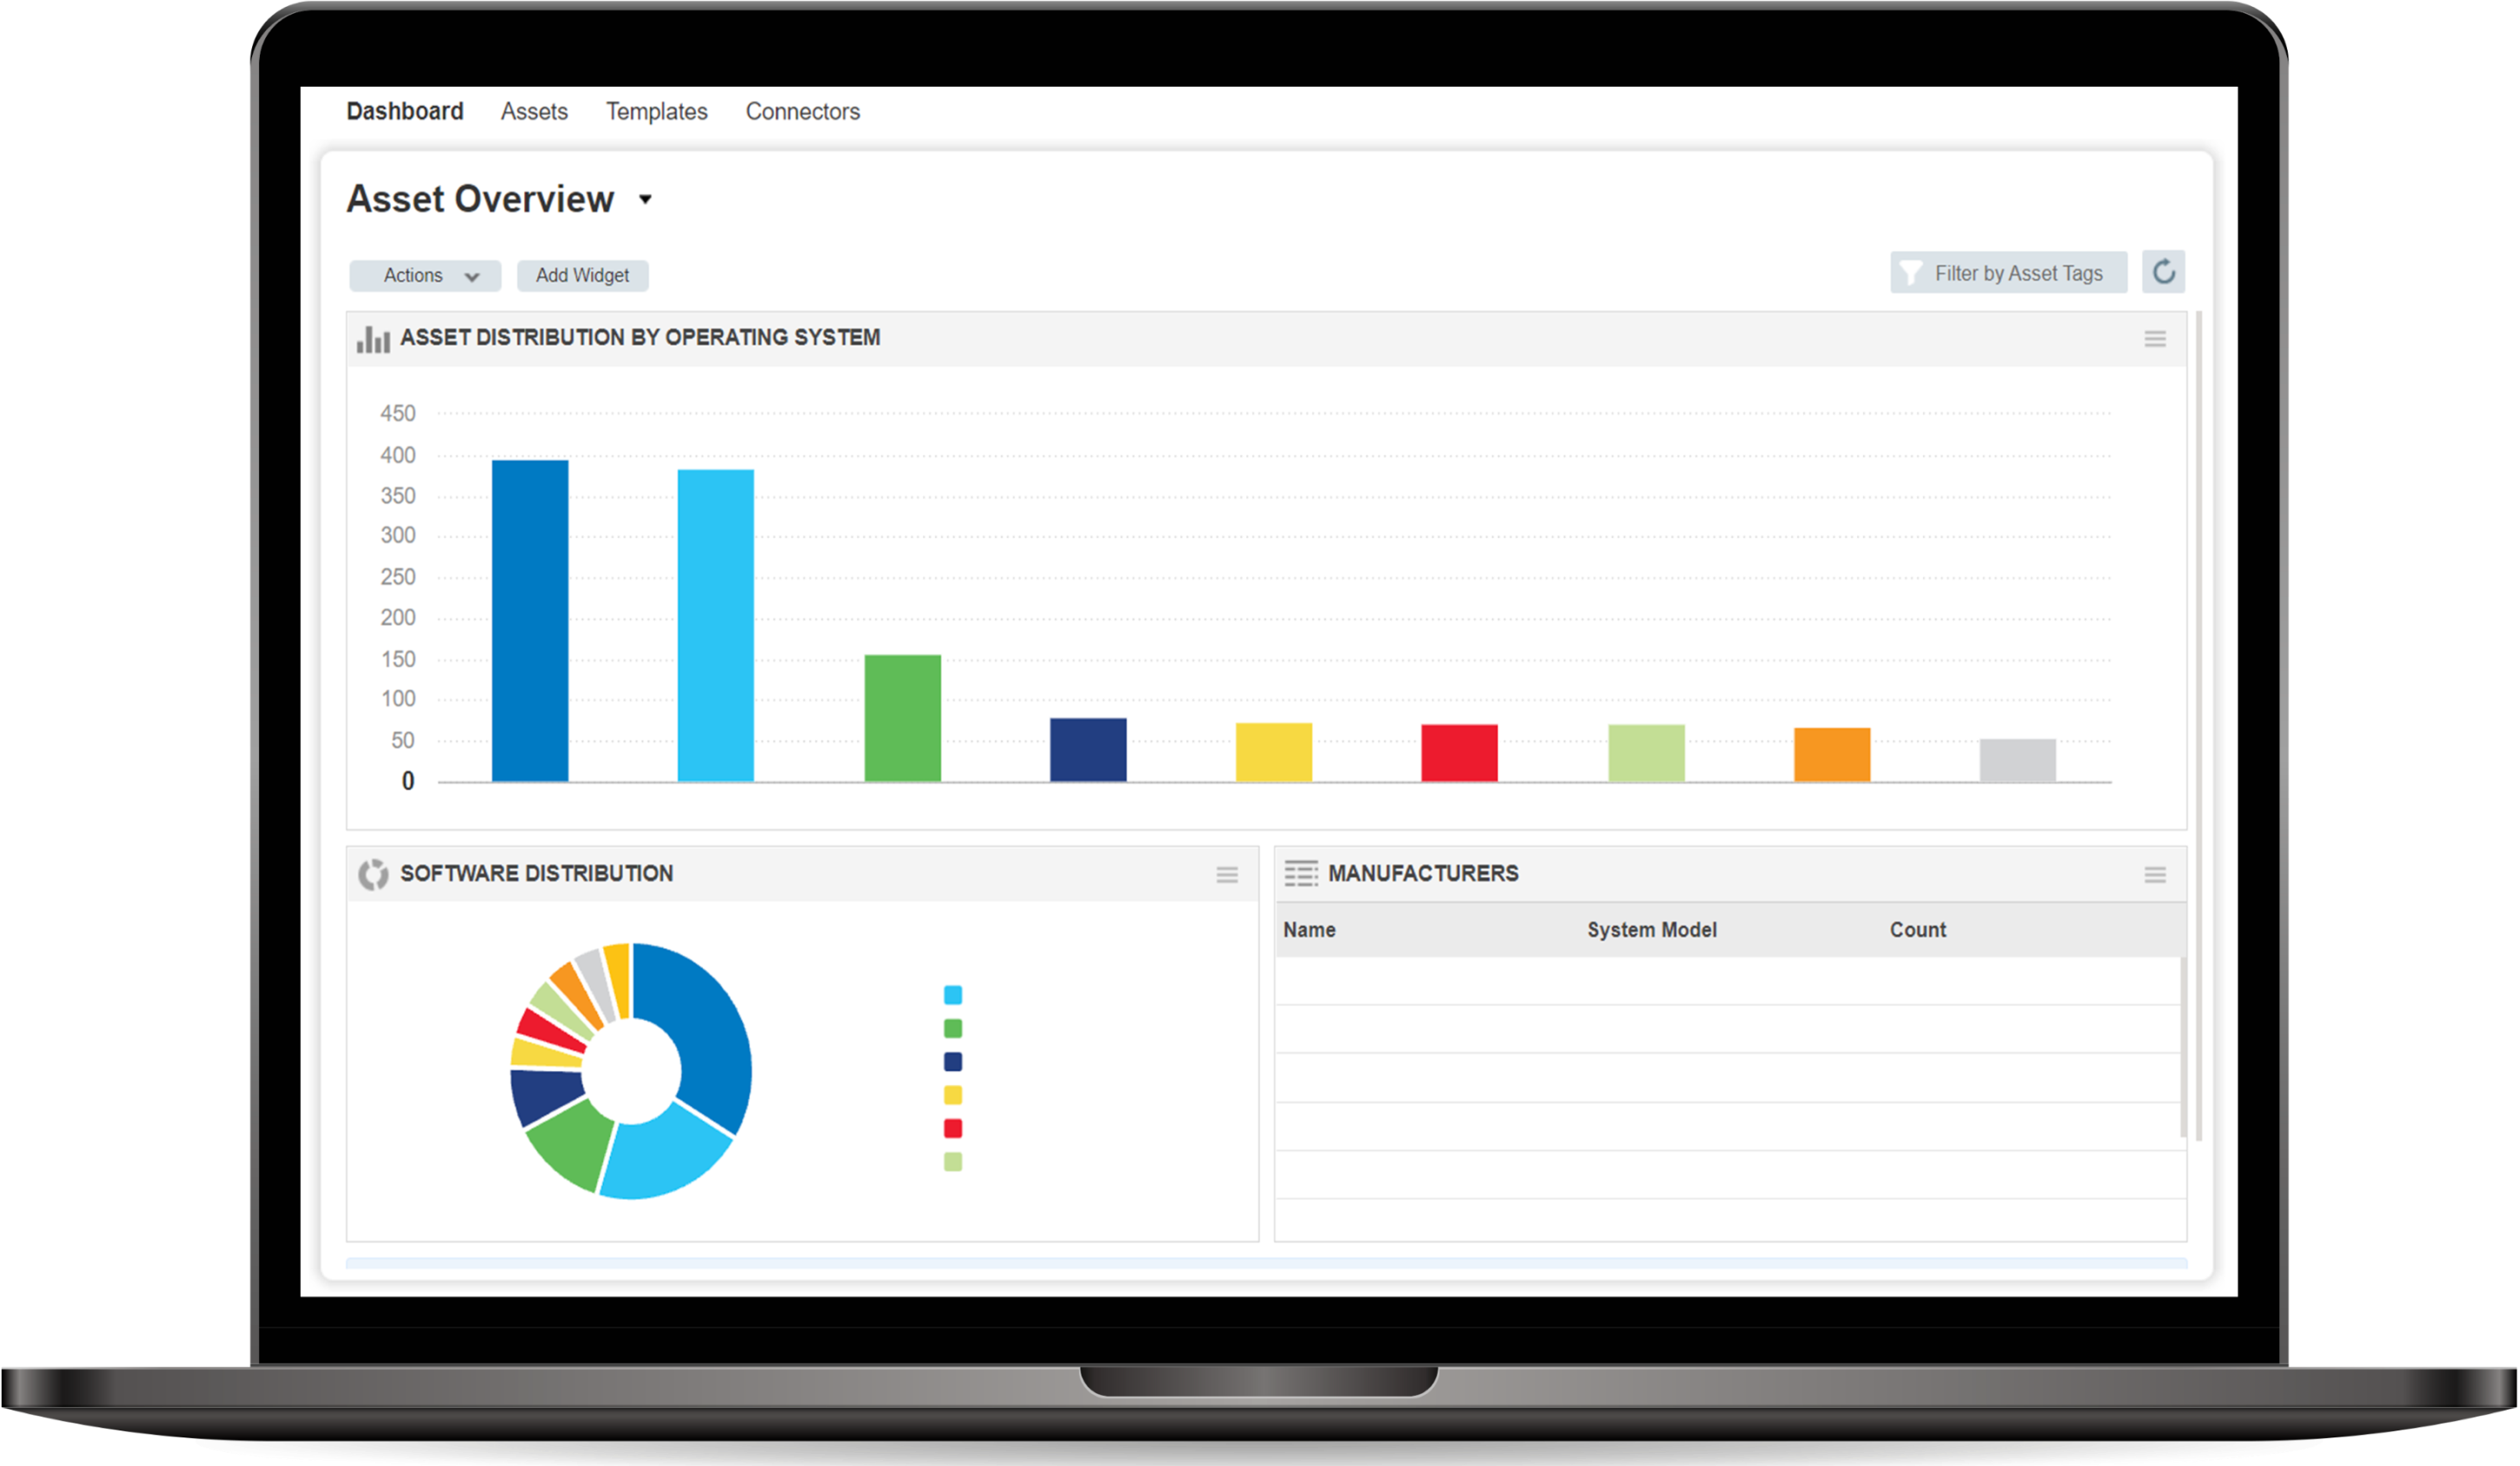 Dashboard Assets Templates Connectors
Asset Overview
Actions Add Widget Filter by Asset Tags
ASSET DISTRIBUTION BY OPERATING SYSTEM
450
400
350
300
250
200
150
100
50
0
SOFTWARE DISTRIBUTION
MANUFACTURERS
Name System Model Count